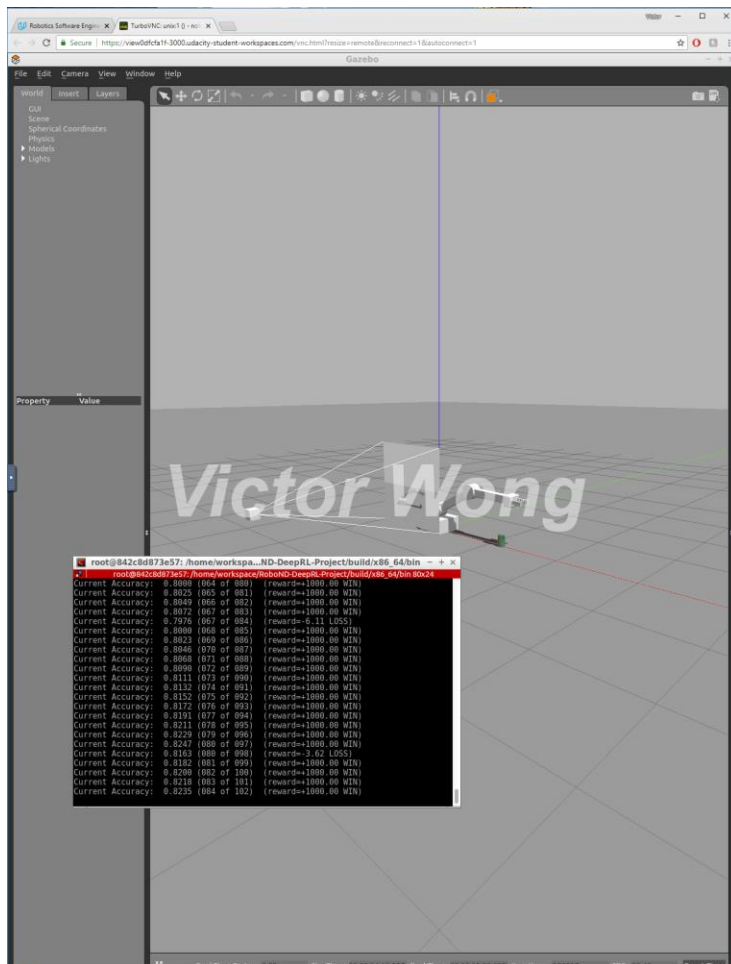 Robotics Software Engin
TurboVNC: unix:1 () - no
Secure
https://view0dfcfa1f-3000.udacity-student-workspaces.com/vnc.html?resize=remote&reconnect=1&autoconnect=1
Gazebo
File Edit Camera View Window Help
World Insert Layers
GUI
Scene
Spherical Coordinates
Physics
Models
Lights
Property Value
Victor Wong
root@842c8d873e57: /home/workspa...ND-DeepRL-Project/build/x86_64/bin
root@842c8d873e57: /home/workspace/RoboND-DeepRL-Project/build/x86_64/bin 80x24
Current Accuracy: 0.8000 (064 of 080) (reward=+1000.00 WIN)
Current Accuracy: 0.8025 (065 of 081) (reward=+1000.00 WIN)
Current Accuracy: 0.8049 (066 of 082) (reward=+1000.00 WIN)
Current Accuracy: 0.8072 (067 of 083) (reward=+1000.00 WIN)
Current Accuracy: 0.7976 (067 of 084) (reward=-6.11 LOSS)
Current Accuracy: 0.8000 (068 of 085) (reward=+1000.00 WIN)
Current Accuracy: 0.8023 (069 of 086) (reward=+1000.00 WIN)
Current Accuracy: 0.8046 (070 of 087) (reward=+1000.00 WIN)
Current Accuracy: 0.8068 (071 of 088) (reward=+1000.00 WIN)
Current Accuracy: 0.8090 (072 of 089) (reward=+1000.00 WIN)
Current Accuracy: 0.8111 (073 of 090) (reward=+1000.00 WIN)
Current Accuracy: 0.8132 (074 of 091) (reward=+1000.00 WIN)
Current Accuracy: 0.8152 (075 of 092) (reward=+1000.00 WIN)
Current Accuracy: 0.8172 (076 of 093) (reward=+1000.00 WIN)
Current Accuracy: 0.8191 (077 of 094) (reward=+1000.00 WIN)
Current Accuracy: 0.8211 (078 of 095) (reward=+1000.00 WIN)
Current Accuracy: 0.8229 (079 of 096) (reward=+1000.00 WIN)
Current Accuracy: 0.8247 (080 of 097) (reward=+1000.00 WIN)
Current Accuracy: 0.8163 (080 of 098) (reward=-3.62 LOSS)
Current Accuracy: 0.8182 (081 of 099) (reward=+1000.00 WIN)
Current Accuracy: 0.8200 (082 of 100) (reward=+1000.00 WIN)
Current Accuracy: 0.8218 (083 of 101) (reward=+1000.00 WIN)
Current Accuracy: 0.8235 (084 of 102) (reward=+1000.00 WIN)